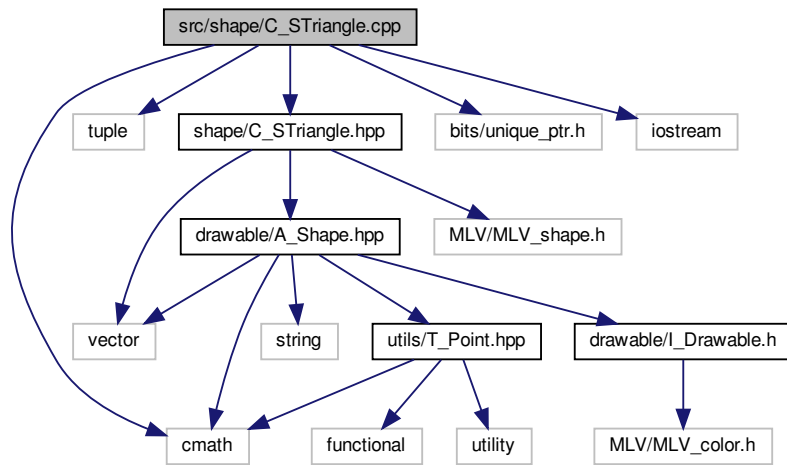 src/shape/C_STriangle.cpp
tuple
shape/C_STriangle.hpp
bits/unique_ptr.h
iostream
drawable/A_Shape.hpp
MLV/MLV_shape.h
vector
string
utils/T_Point.hpp
drawable/I_Drawable.h
cmath
functional
utility
MLV/MLV_color.h